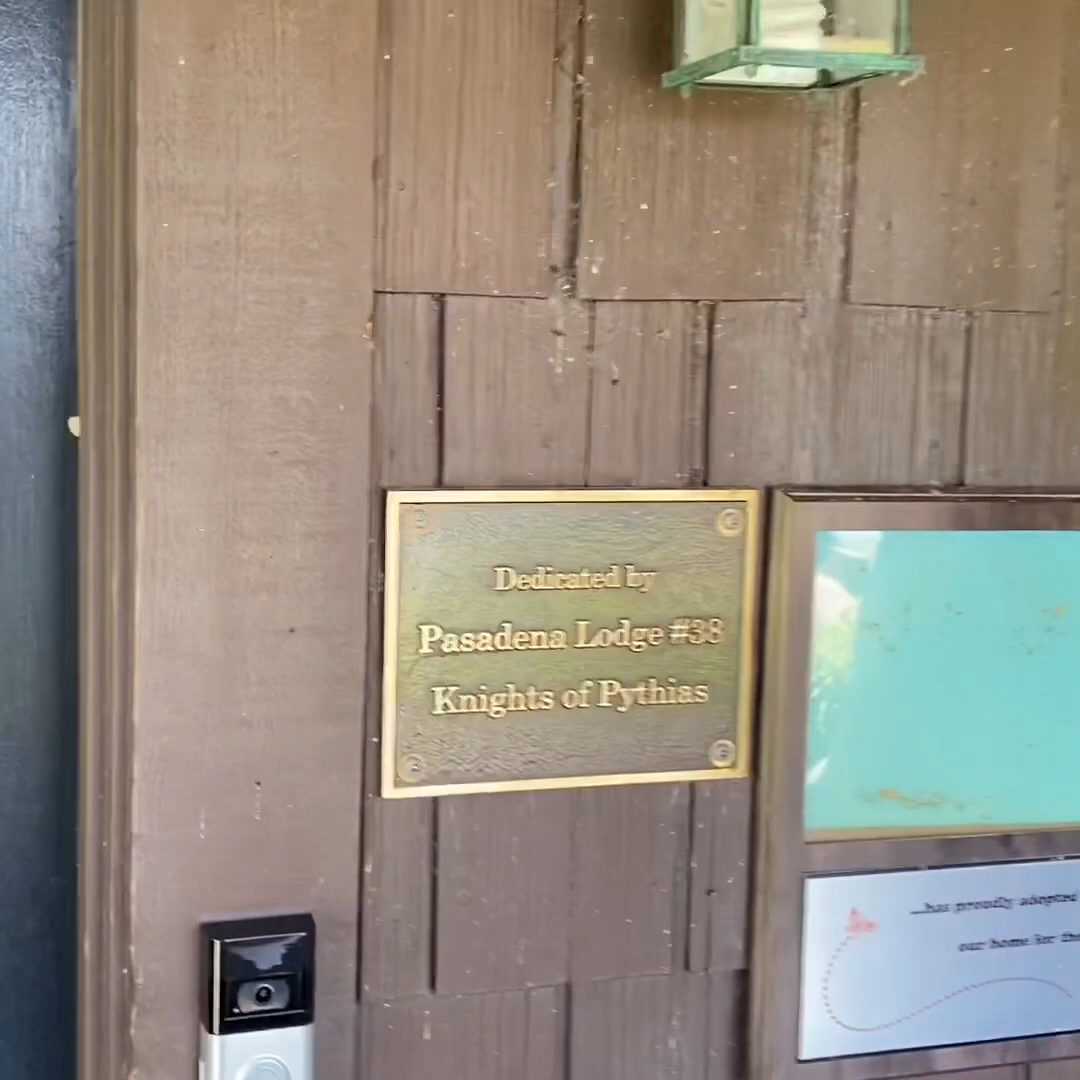 Dedicated by
Pasadena Lodge #38
Knights of Pythias
...has proudly adopted
our home for the